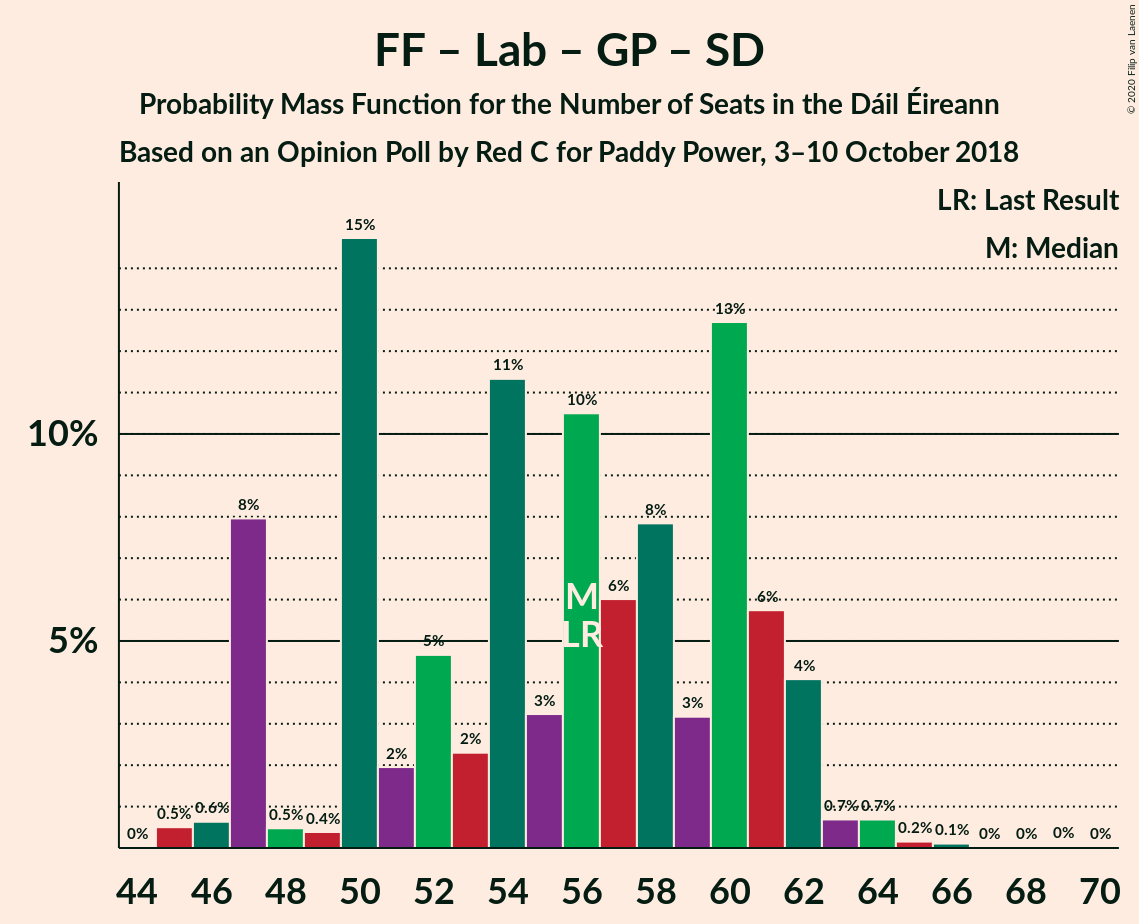 FF – Lab – GP – SD
Probability Mass Function for the Number of Seats in the Dáil Éireann
Based on an Opinion Poll by Red C for Paddy Power, 3–10 October 2018
© 2020 Filip van Laenen
LR: Last Result
M: Median
10%
5%
0% 0.5% 0.6% 8% 0.5% 0.4% 15% 2% 5% 2% 11% 3% 10% 6% 8% 3% 13% 6% 4% 0.7% 0.7% 0.2% 0.1% 0% 0% 0% 0%
M
LR
44 46 48 50 52 54 56 58 60 62 64 66 68 70